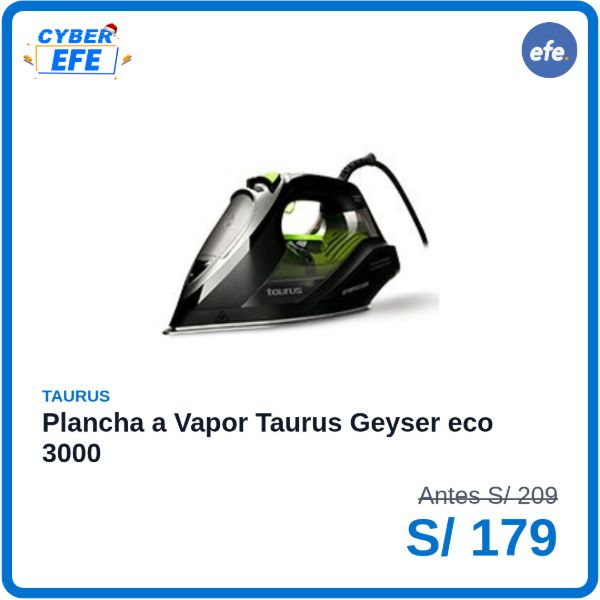 CYBER
EFE
efe.
taurus
TAURUS
Plancha a Vapor Taurus Geyser eco
3000
Antes S/ 209
S/ 179